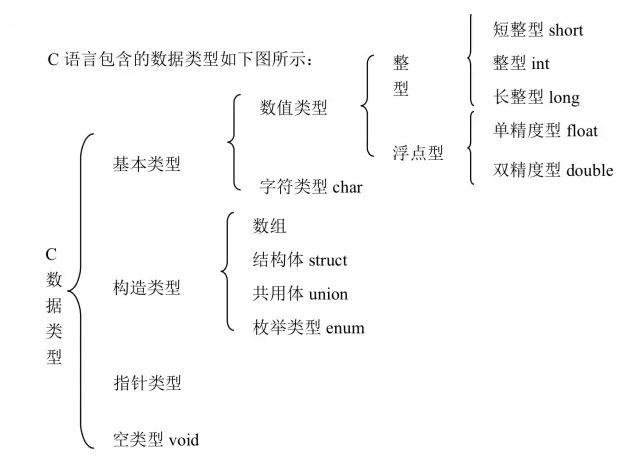 C 语言包含的数据类型如下图所示：
C数据类型
基本类型
数值类型
整型
短整型 short
整型 int
长整型 long
浮点型
单精度型 float
双精度型 double
字符类型 char
构造类型
数组
结构体 struct
共用体 union
枚举类型 enum
指针类型
空类型 void